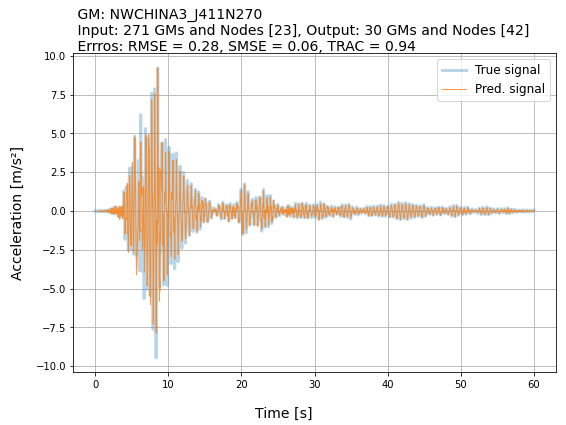 GM: NWCHINA3_J411N270
Input: 271 GMs and Nodes [23], Output: 30 GMs and Nodes [42]
Erros: RMSE = 0.28, SMSE = 0.06, TRAC = 0.94
True signal
Pred. signal
10.0
7.5
5.0
2.5
0.0
−2.5
−5.0
−7.5
−10.0
Acceleration [m/s²]
0 10 20 30 40 50 60
Time [s]